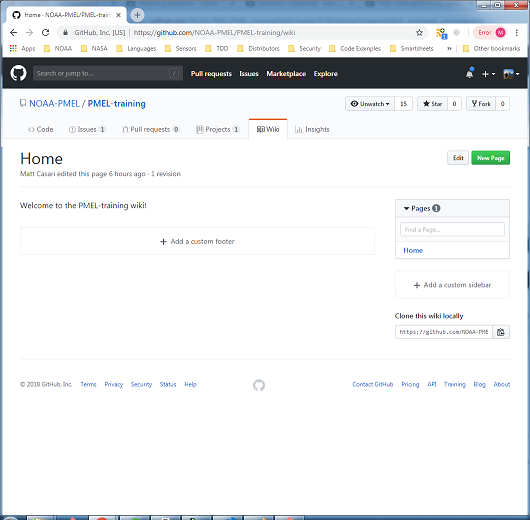 Home · NOAA-PMEL/PMEL-train
GitHub, Inc. [US] | https://github.com/NOAA-PMEL/PMEL-training/wiki
Error M
Apps NOAA NASA Languages Sensors TDD Distributors Security Code Examples Smartsheets » Other bookmarks
Search or jump to... /
Pull requests Issues Marketplace Explore
NOAA-PMEL / PMEL-training
Unwatch 15 Star 0 Fork 0
Code Issues 1 Pull requests 0 Projects 1 Wiki Insights
Home
Edit New Page
Matt Casari edited this page 6 hours ago · 1 revision
Welcome to the PMEL-training wiki!
+ Add a custom footer
Pages 1
Find a Page...
Home
+ Add a custom sidebar
Clone this wiki locally
https://github.com/NOAA-PME
© 2018 GitHub, Inc. Terms Privacy Security Status Help
Contact GitHub Pricing API Training Blog About